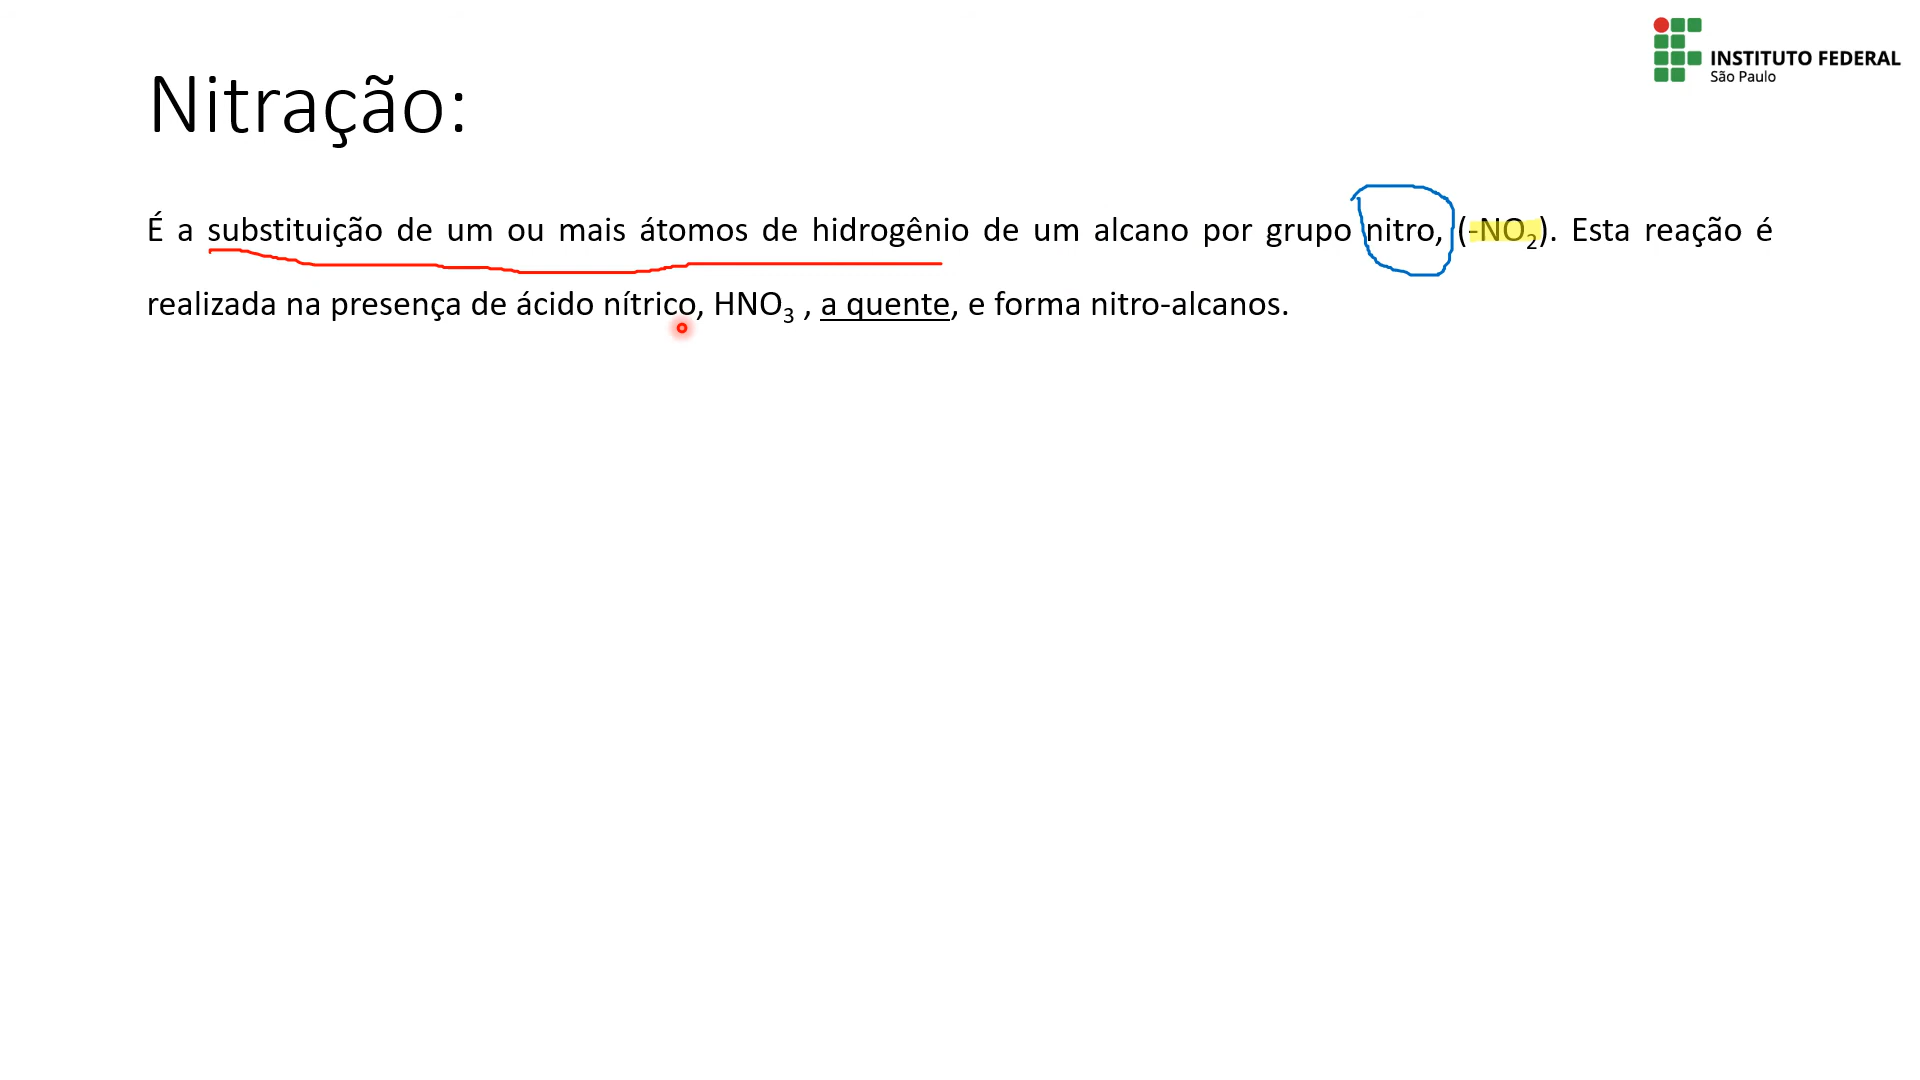 INSTITUTO FEDERAL
São Paulo
Nitração:
É a substituição de um ou mais átomos de hidrogênio de um alcano por grupo nitro, (-NO₂). Esta reação é
realizada na presença de ácido nítrico, HNO₃ , a quente, e forma nitro-alcanos.